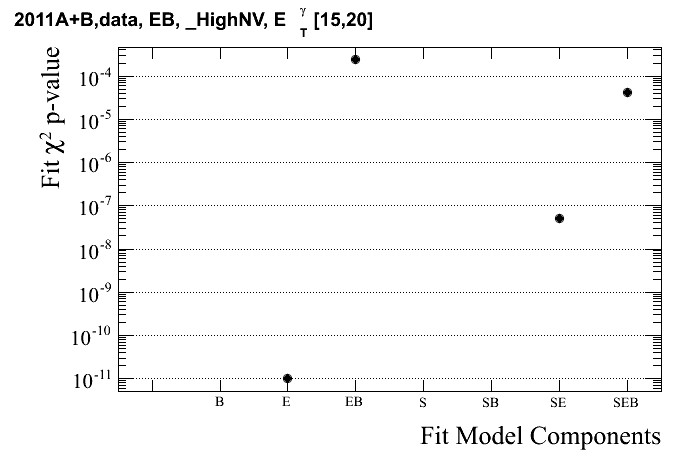 2011A+B,data, EB, _HighNV, E γ T [15,20]
Fit χ² p-value
10⁻⁴
10⁻⁵
10⁻⁶
10⁻⁷
10⁻⁸
10⁻⁹
10⁻¹⁰
10⁻¹¹
B E EB S SB SE SEB
Fit Model Components